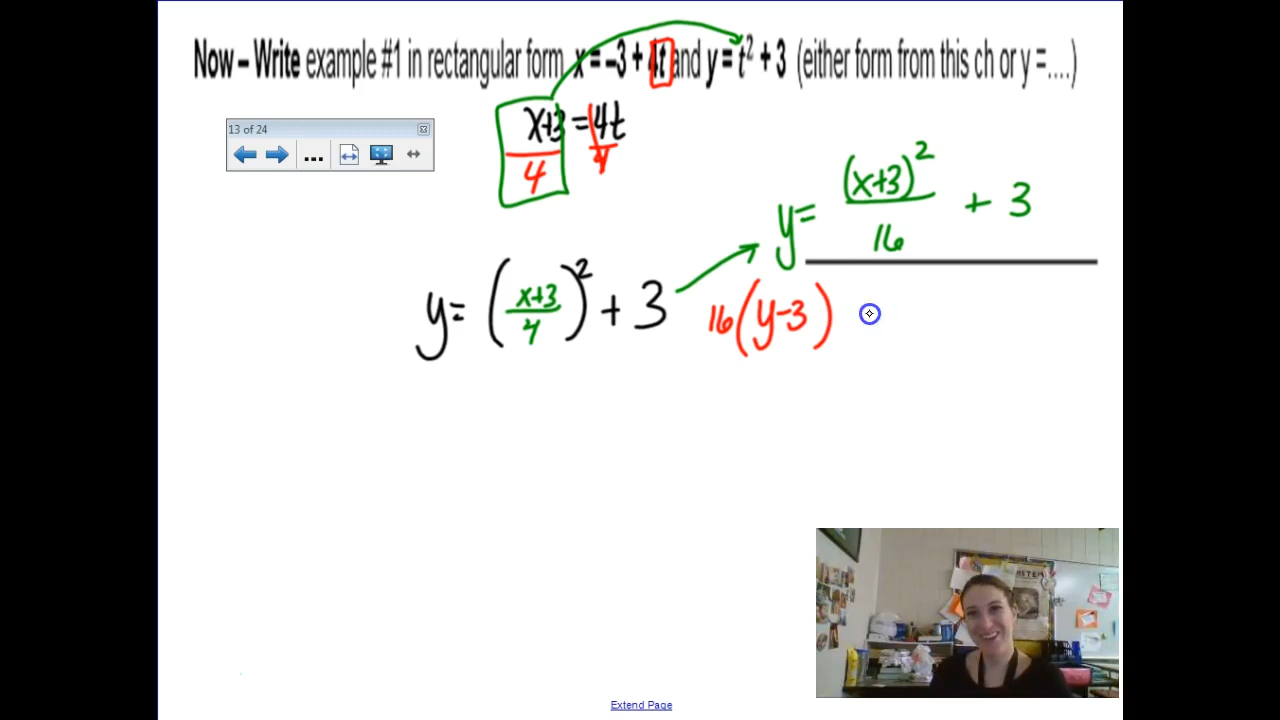 Now – Write example #1 in rectangular form x = –3 + 4t and y = t² + 3 (either form from this ch or y =....)
13 of 24
...
x+3 = 4t
4 4
y = (x+3)² + 3
16
y = (x+3)² + 3
4
16(y-3)
Extend Page